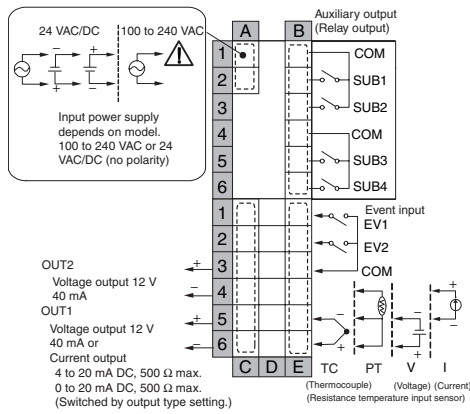 24 VAC/DC
100 to 240 VAC
Input power supply
depends on model.
100 to 240 VAC or 24
VAC/DC (no polarity)
A
B
Auxiliary output
(Relay output)
1
2
3
4
5
6
COM
SUB1
SUB2
COM
SUB3
SUB4
1
2
3
4
5
6
Event input
EV1
EV2
COM
OUT2
+
Voltage output 12 V
−
40 mA
OUT1
+
Voltage output 12 V
−
40 mA or
Current output
4 to 20 mA DC, 500 Ω max.
0 to 20 mA DC, 500 Ω max.
(Switched by output type setting.)
C
D
E
TC
PT
V
I
(Thermocouple)
(Voltage)
(Current)
(Resistance temperature input sensor)